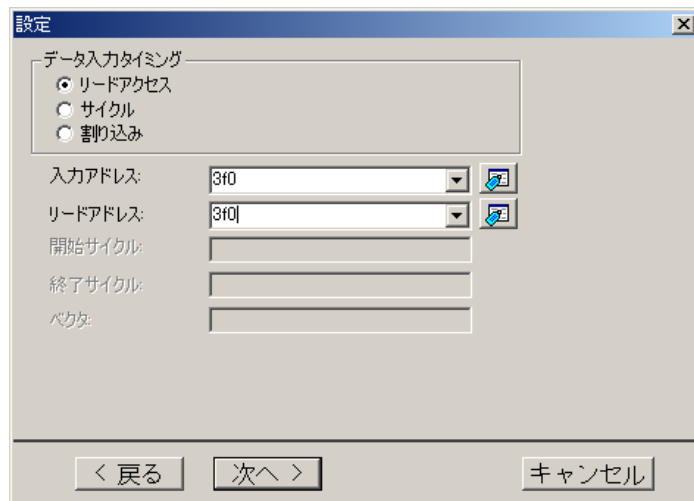 設定
データ入力タイミング
リードアクセス
サイクル
割り込み
入力アドレス: 3f0
リードアドレス: 3f0
開始サイクル:
終了サイクル:
ベクタ:
< 戻る 次へ > キャンセル